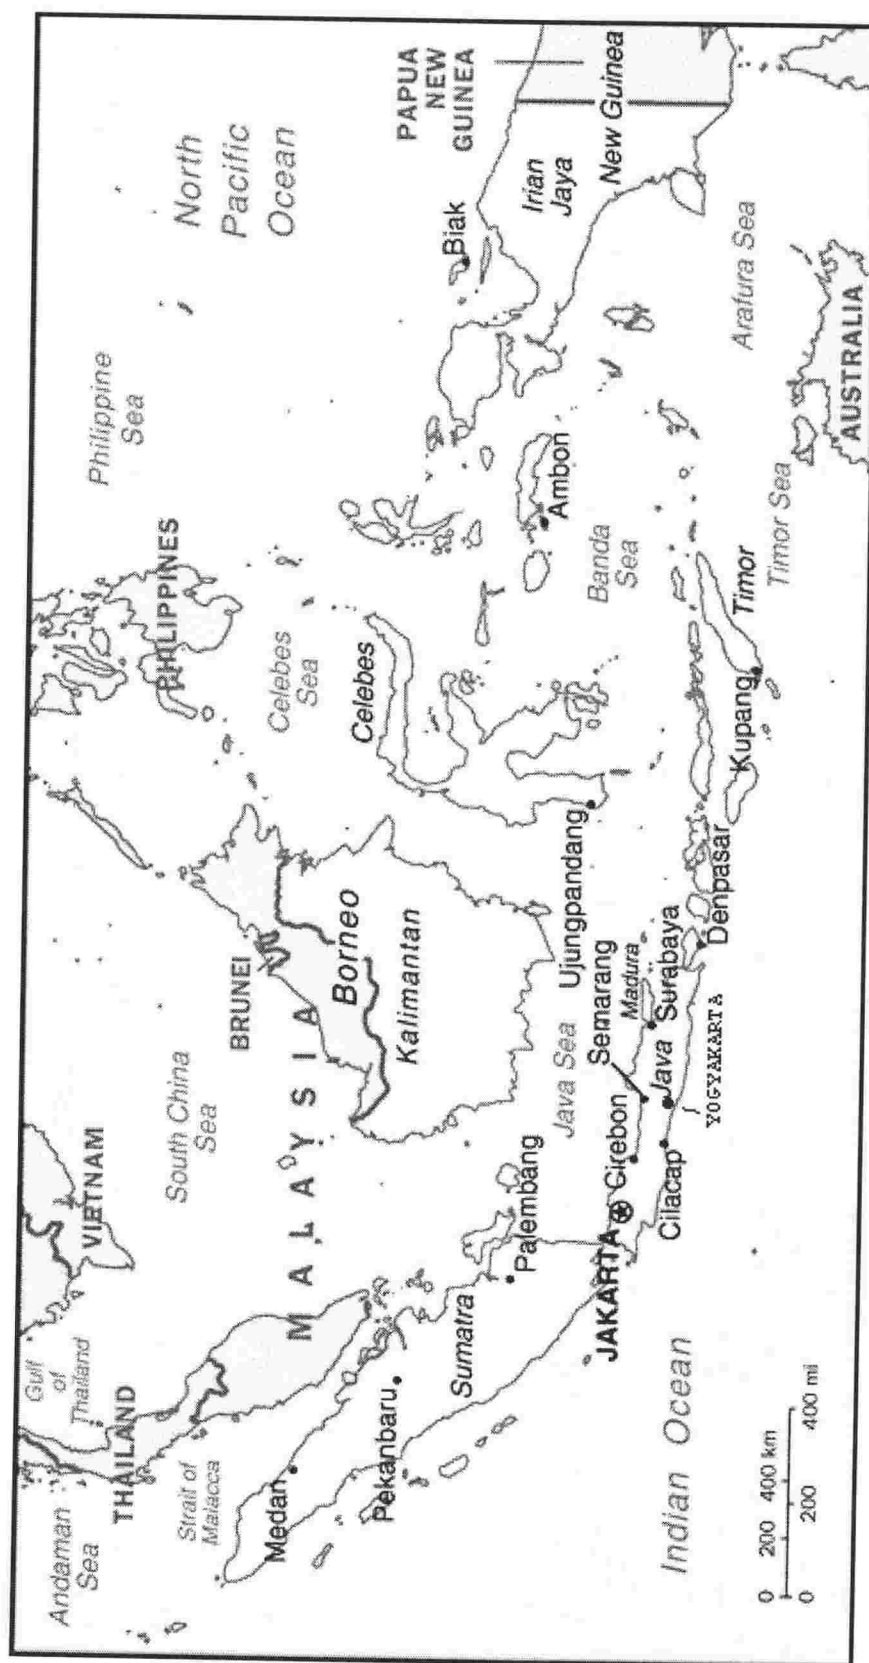 Andaman
Sea
THAILAND
Gulf
of
Thailand
VIETNAM
South China
Sea
PHILIPPINES
Philippine
Sea
North
Pacific
Ocean
PAPUA
NEW
GUINEA
Strait of
Malacca
M A L A Y S I A
BRUNEI
Celebes
Sea
Medan
Pekanbaru
Sumatra
Borneo
Kalimantan
Celebes
Biak
Irian
Jaya
New Guinea
Palembang
Java Sea
Ujungpandang
Banda
Sea
Ambon
JAKARTA
Cirebon
Semarang
Madura
Surabaya
Java
Cilacap
YOGYAKARTA
Denpasar
Kupang
Timor
Timor Sea
Arafura Sea
AUSTRALIA
Indian Ocean
0 200 400 km
0 200 400 mi